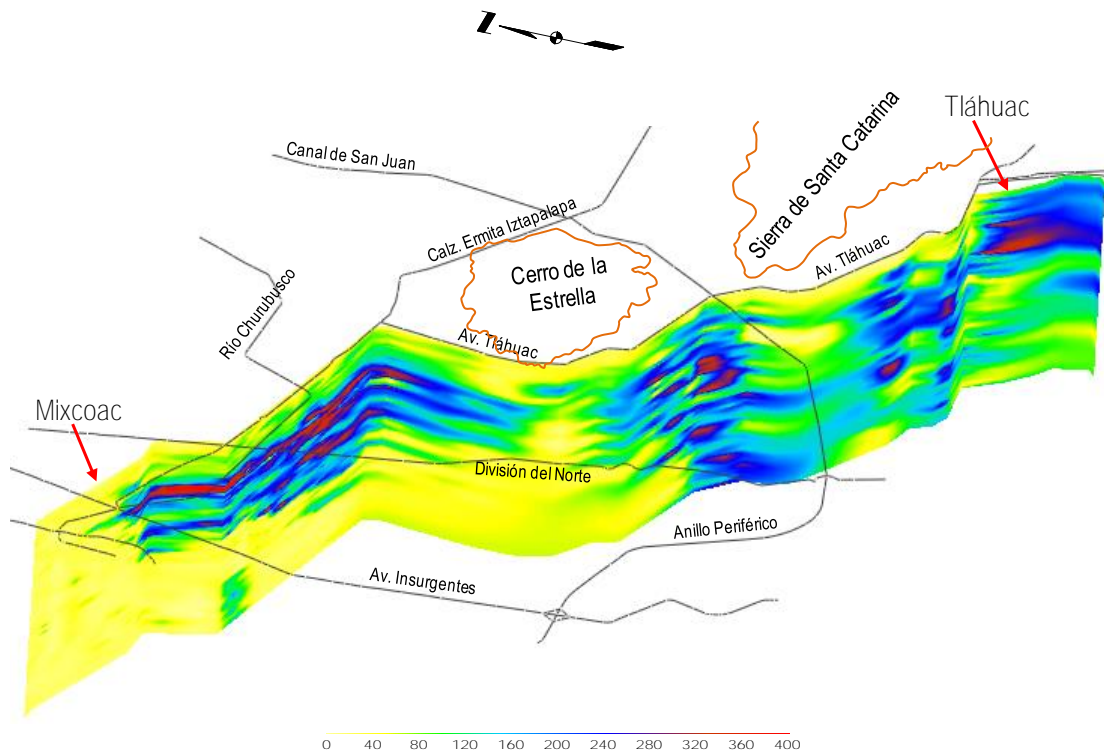 Z
Tláhuac
Sierra de Santa Catarina
Canal de San Juan
Calz. Ermita Iztapalapa
Cerro de la
Estrella
Av. Tláhuac
Río Churubusco
Av. Tláhuac
Mixcoac
División del Norte
Anillo Periférico
Av. Insurgentes
0 40 80 120 160 200 240 280 320 360 400